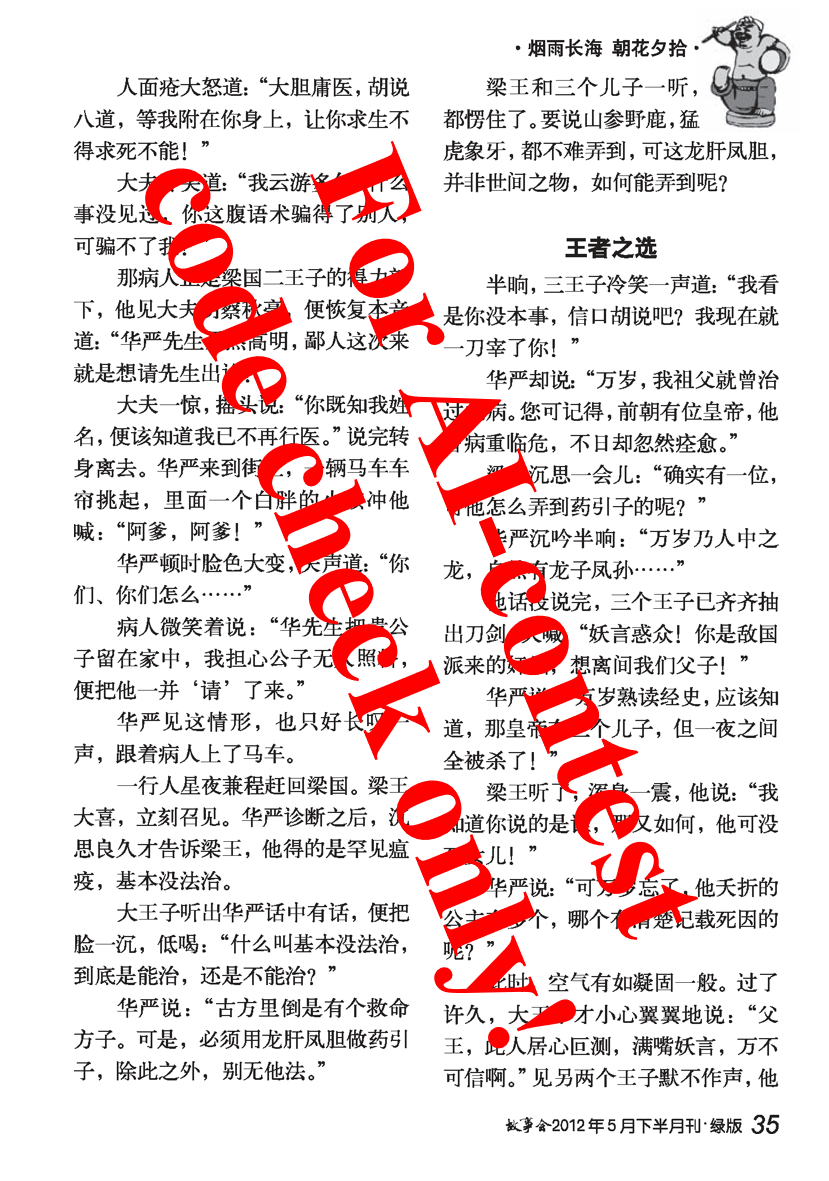 ·烟雨长海 朝花夕拾·
人面疮大怒道：“大胆庸医，胡说
八道，等我附在你身上，让你求生不
得求死不能！”
大夫 笑道：“我云游多 什么
事没见过，你这腹语术骗得了别人，
可骗不了我！”
那病人正是梁国二王子的得力
下，他见大夫 察秋毫，便恢复本音
道：“华严先生 高明，鄙人这次来
就是想请先生出
大夫一惊，摇头说：“你既知我姓
名，便该知道我已不再行医。”说完转
身离去。华严来到街上，一辆马车车
帘挑起，里面一个白胖的小 冲他
喊：“阿爹，阿爹！”
华严顿时脸色大变，失声道：“你
们、你们怎么……”
病人微笑着说：“华先生把贵公
子留在家中，我担心公子无人照料，
便把他一并‘请’了来。”
华严见这情形，也只好长叹一
声，跟着病人上了马车。
一行人星夜兼程赶回梁国。梁王
大喜，立刻召见。华严诊断之后，沉
思良久才告诉梁王，他得的是罕见瘟
疫，基本没法治。
大王子听出华严话中有话，便把
脸一沉，低喝：“什么叫基本没法治，
到底是能治，还是不能治？”
华严说：“古方里倒是有个救命
方子。可是，必须用龙肝凤胆做药引
子，除此之外，别无他法。”
梁王和三个儿子一听，
都愣住了。要说山参野鹿，猛
虎象牙，都不难弄到，可这龙肝凤胆，
并非世间之物，如何能弄到呢？
王者之选
半晌，三王子冷笑一声道：“我看
是你没本事，信口胡说吧？我现在就
一刀宰了你！”
华严却说：“万岁，我祖父就曾治
过 病。您可记得，前朝有位皇帝，他
病重临危，不日却忽然痊愈。”
梁王沉思一会儿：“确实有一位，
他怎么弄到药引子的呢？”
华严沉吟半晌：“万岁乃人中之
龙，自然有龙子凤孙……”
他话没说完，三个王子已齐齐抽
出刀剑，大喊：“妖言惑众！你是敌国
派来的奸细，想离间我们父子！”
华严说：“万岁熟读经史，应该知
道，那皇帝有三个儿子，但一夜之间
全被杀了！”
梁王听了，浑身一震，他说：“我
知道你说的是谁，那又如何，他可没
女儿！”
华严说：“可万岁忘了，他夭折的
公主有多个，哪个有清楚记载死因的
呢？”
此时，空气有如凝固一般。过了
许久，大王子才小心翼翼地说：“父
王，此人居心叵测，满嘴妖言，万不
可信啊。”见另两个王子默不作声，他
故事会2012年5月下半月刊·绿版 35
For AI-contest
code check only!